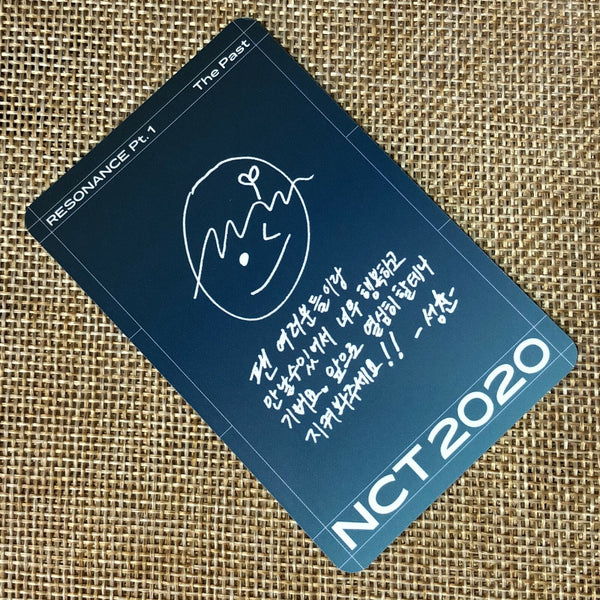 RESONANCE Pt.1
The Past
팬 여러분들이랑
만날수있어서 너무 행복하고
기뻐요. 앞으로 열심히 할테니
지켜봐주세요!! -성찬-
NCT 2020